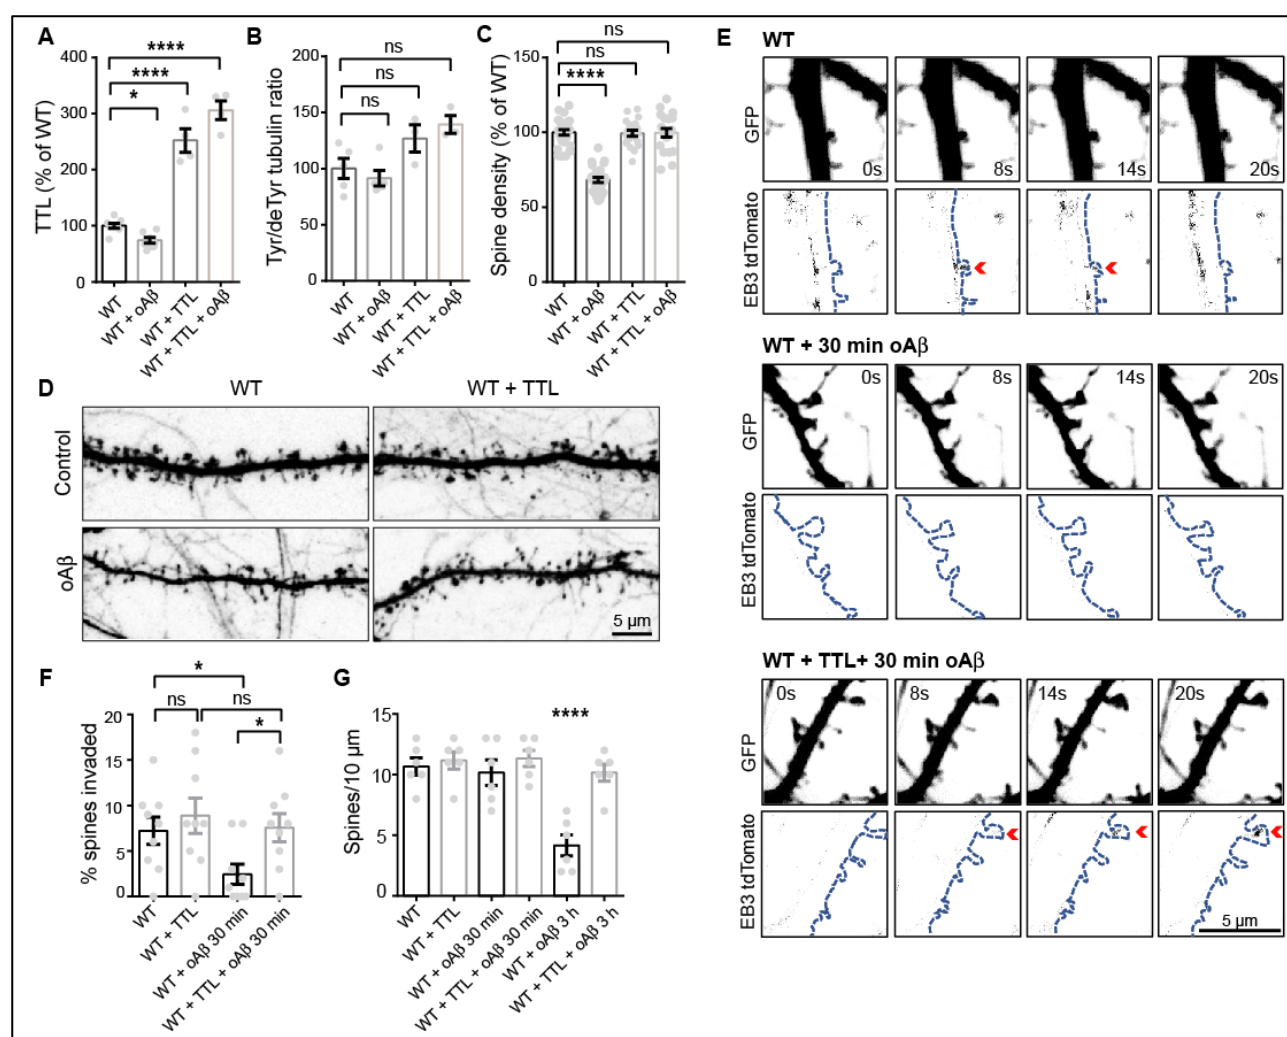 A
TTL (% of WT)
400
300
200
100
0
****
****
*
WT
WT + oAβ
WT + TTL
WT + TTL + oAβ
B
Tyr/deTyr tubulin ratio
200
150
100
50
0
ns
ns
ns
WT
WT + oAβ
WT + TTL
WT + TTL + oAβ
C
Spine density (% of WT)
150
100
50
0
ns
ns
****
WT
WT + oAβ
WT + TTL
WT + TTL + oAβ
D
WT
WT + TTL
Control
oAβ
5 µm
E
WT
GFP
0s
8s
14s
20s
EB3 tdTomato
WT + 30 min oAβ
GFP
0s
8s
14s
20s
EB3 tdTomato
WT + TTL+ 30 min oAβ
GFP
0s
8s
14s
20s
EB3 tdTomato
5 µm
F
% spines invaded
20
15
10
5
0
*
ns
ns
*
WT
WT + TTL
WT + oAβ 30 min
WT + TTL + oAβ 30 min
G
Spines/10 µm
15
10
5
0
****
WT
WT + TTL
WT + oAβ 30 min
WT + TTL + oAβ 30 min
WT + oAβ 3 h
WT + TTL + oAβ 3 h